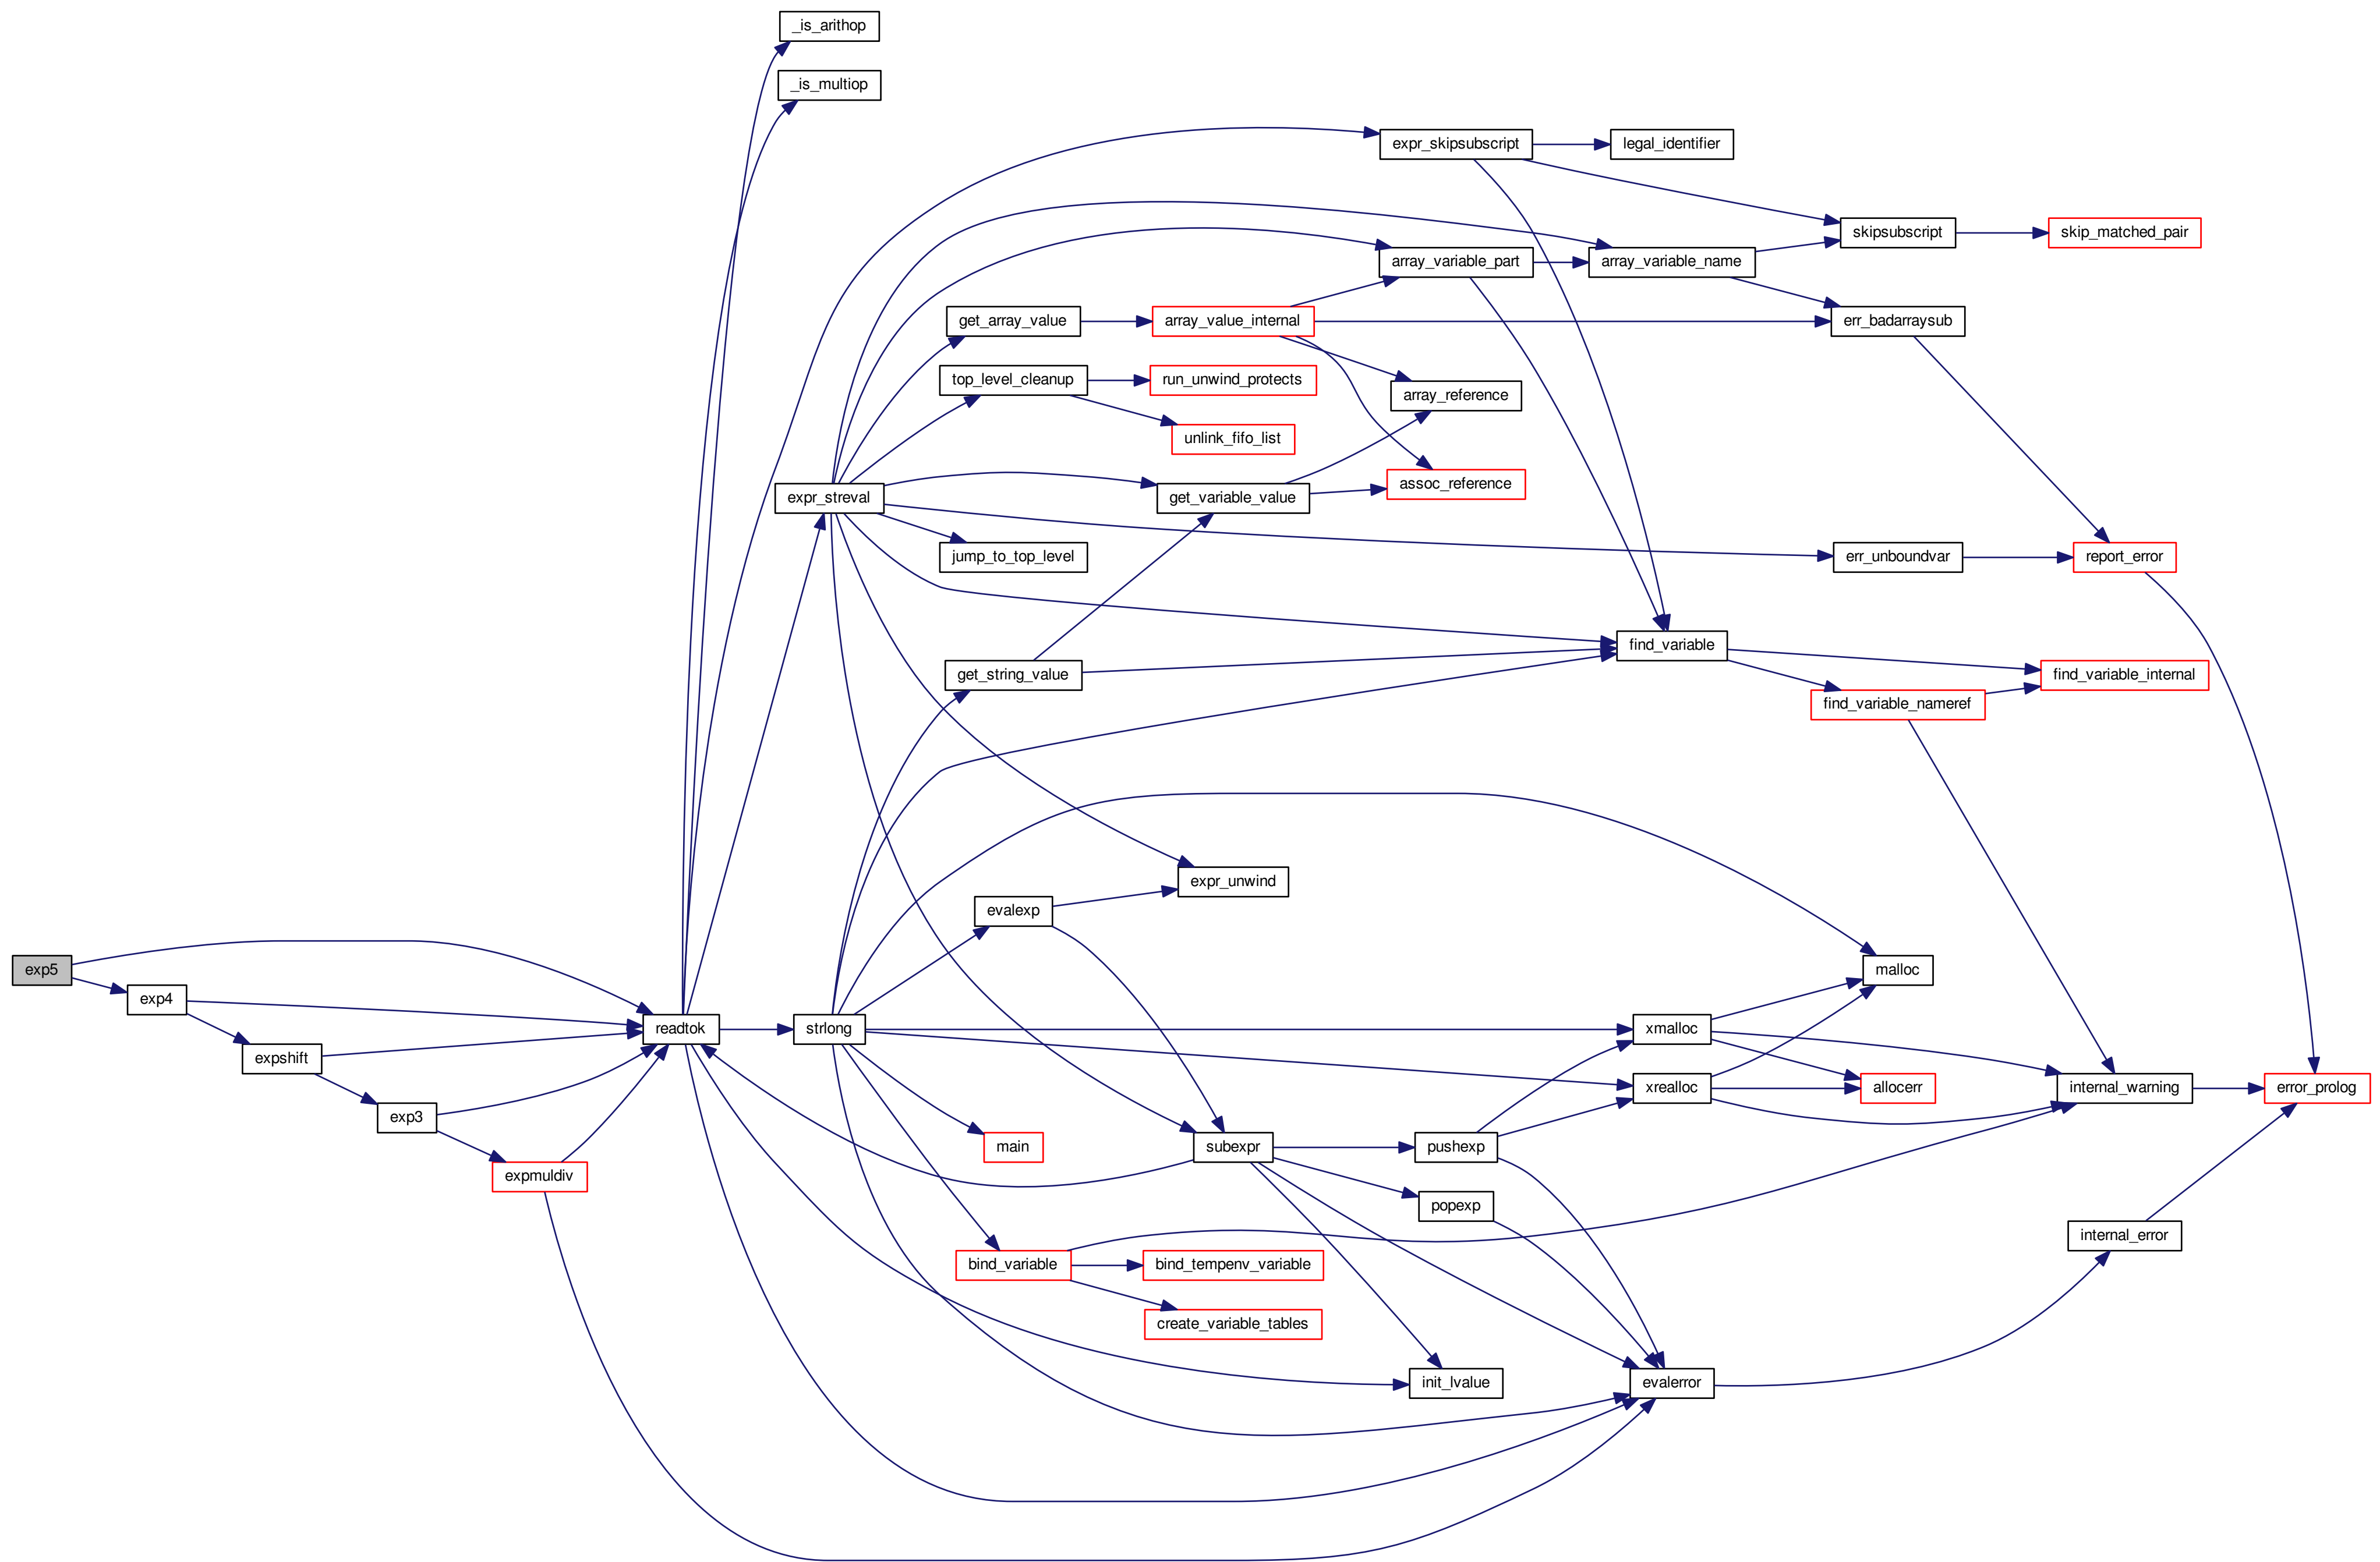 _is_arithop
_is_multiop
expr_skipsubscript
legal_identifier
skipsubscript
skip_matched_pair
array_variable_part
array_variable_name
get_array_value
array_value_internal
err_badarraysub
top_level_cleanup
run_unwind_protects
array_reference
unlink_fifo_list
expr_streval
get_variable_value
assoc_reference
jump_to_top_level
err_unboundvar
report_error
find_variable
get_string_value
find_variable_internal
find_variable_nameref
expr_unwind
evalexp
exp5
malloc
exp4
readtok
strlong
xmalloc
expshift
xrealloc
allocerr
internal_warning
error_prolog
exp3
main
subexpr
pushexp
expmuldiv
popexp
internal_error
bind_variable
bind_tempenv_variable
create_variable_tables
init_lvalue
evalerror